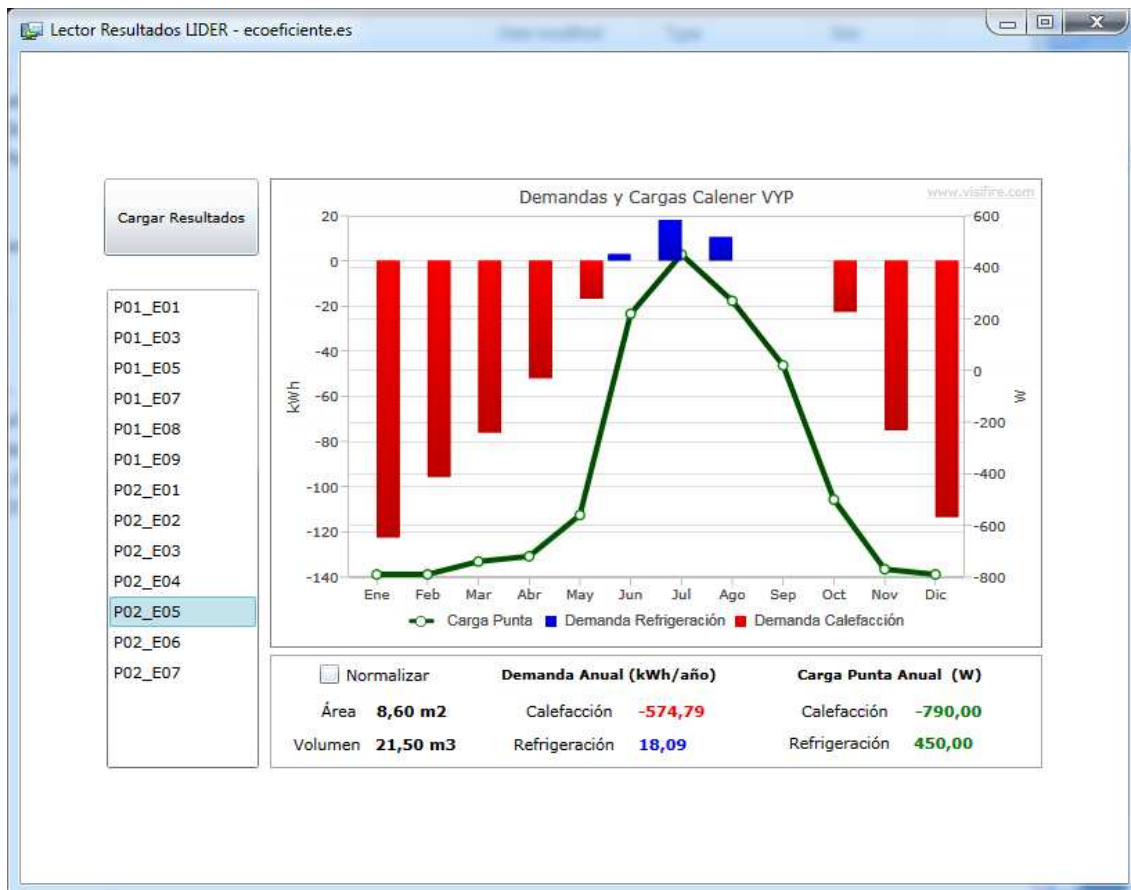 Lector Resultados LIDER - ecoeficiente.es
Cargar Resultados
P01_E01
P01_E03
P01_E05
P01_E07
P01_E08
P01_E09
P02_E01
P02_E02
P02_E03
P02_E04
P02_E05
P02_E06
P02_E07
Demandas y Cargas Calener VYP
www.visifire.com
kWh
20
0
-20
-40
-60
-80
-100
-120
-140
600
400
200
0
-200
-400
-600
-800
W
Ene Feb Mar Abr May Jun Jul Ago Sep Oct Nov Dic
Carga Punta Demanda Refrigeración Demanda Calefacción
Normalizar Demanda Anual (kWh/año) Carga Punta Anual (W)
Área 8,60 m2 Calefacción -574,79 Calefacción -790,00
Volumen 21,50 m3 Refrigeración 18,09 Refrigeración 450,00